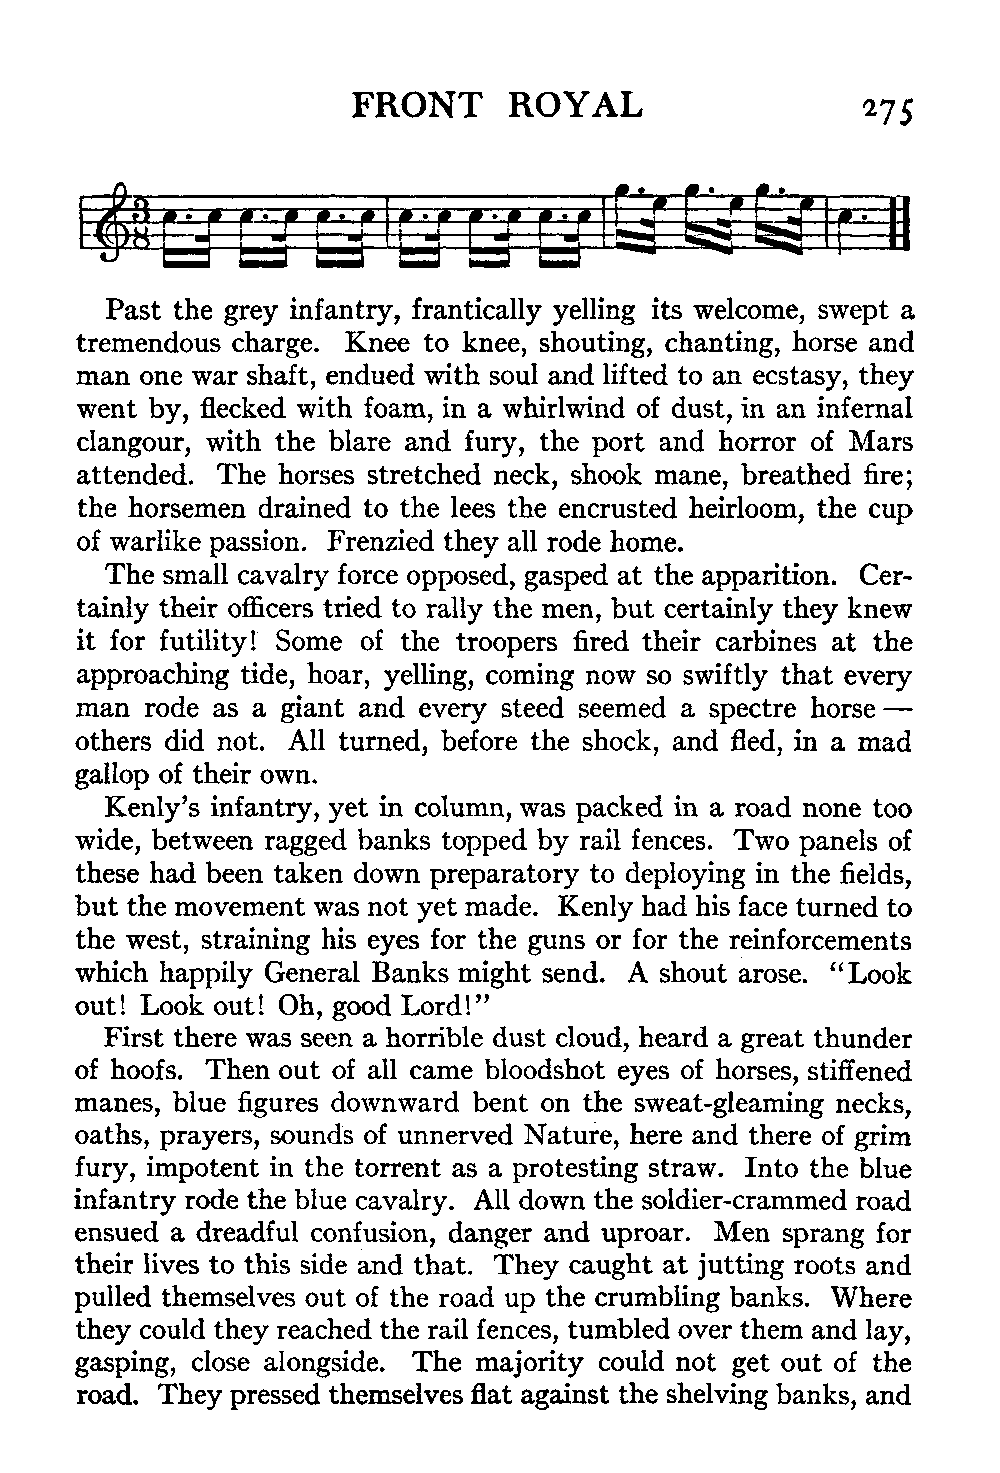 FRONT ROYAL 275
Past the grey infantry, frantically yelling its welcome, swept a
tremendous charge. Knee to knee, shouting, chanting, horse and
man one war shaft, endued with soul and lifted to an ecstasy, they
went by, flecked with foam, in a whirlwind of dust, in an infernal
clangour, with the blare and fury, the port and horror of Mars
attended. The horses stretched neck, shook mane, breathed fire;
the horsemen drained to the lees the encrusted heirloom, the cup
of warlike passion. Frenzied they all rode home.
The small cavalry force opposed, gasped at the apparition. Cer-
tainly their officers tried to rally the men, but certainly they knew
it for futility! Some of the troopers fired their carbines at the
approaching tide, hoar, yelling, coming now so swiftly that every
man rode as a giant and every steed seemed a spectre horse —
others did not. All turned, before the shock, and fled, in a mad
gallop of their own.
Kenly's infantry, yet in column, was packed in a road none too
wide, between ragged banks topped by rail fences. Two panels of
these had been taken down preparatory to deploying in the fields,
but the movement was not yet made. Kenly had his face turned to
the west, straining his eyes for the guns or for the reinforcements
which happily General Banks might send. A shout arose. "Look
out! Look out! Oh, good Lord!"
First there was seen a horrible dust cloud, heard a great thunder
of hoofs. Then out of all came bloodshot eyes of horses, stiffened
manes, blue figures downward bent on the sweat-gleaming necks,
oaths, prayers, sounds of unnerved Nature, here and there of grim
fury, impotent in the torrent as a protesting straw. Into the blue
infantry rode the blue cavalry. All down the soldier-crammed road
ensued a dreadful confusion, danger and uproar. Men sprang for
their lives to this side and that. They caught at jutting roots and
pulled themselves out of the road up the crumbling banks. Where
they could they reached the rail fences, tumbled over them and lay,
gasping, close alongside. The majority could not get out of the
road. They pressed themselves flat against the shelving banks, and